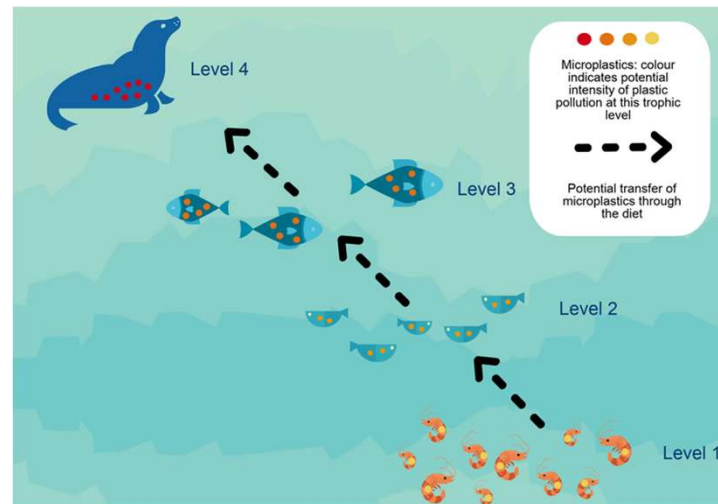 Level 4
Microplastics: colour
indicates potential
intensity of plastic
pollution at this trophic
level
Level 3
Potential transfer of
microplastics through
the diet
Level 2
Level 1